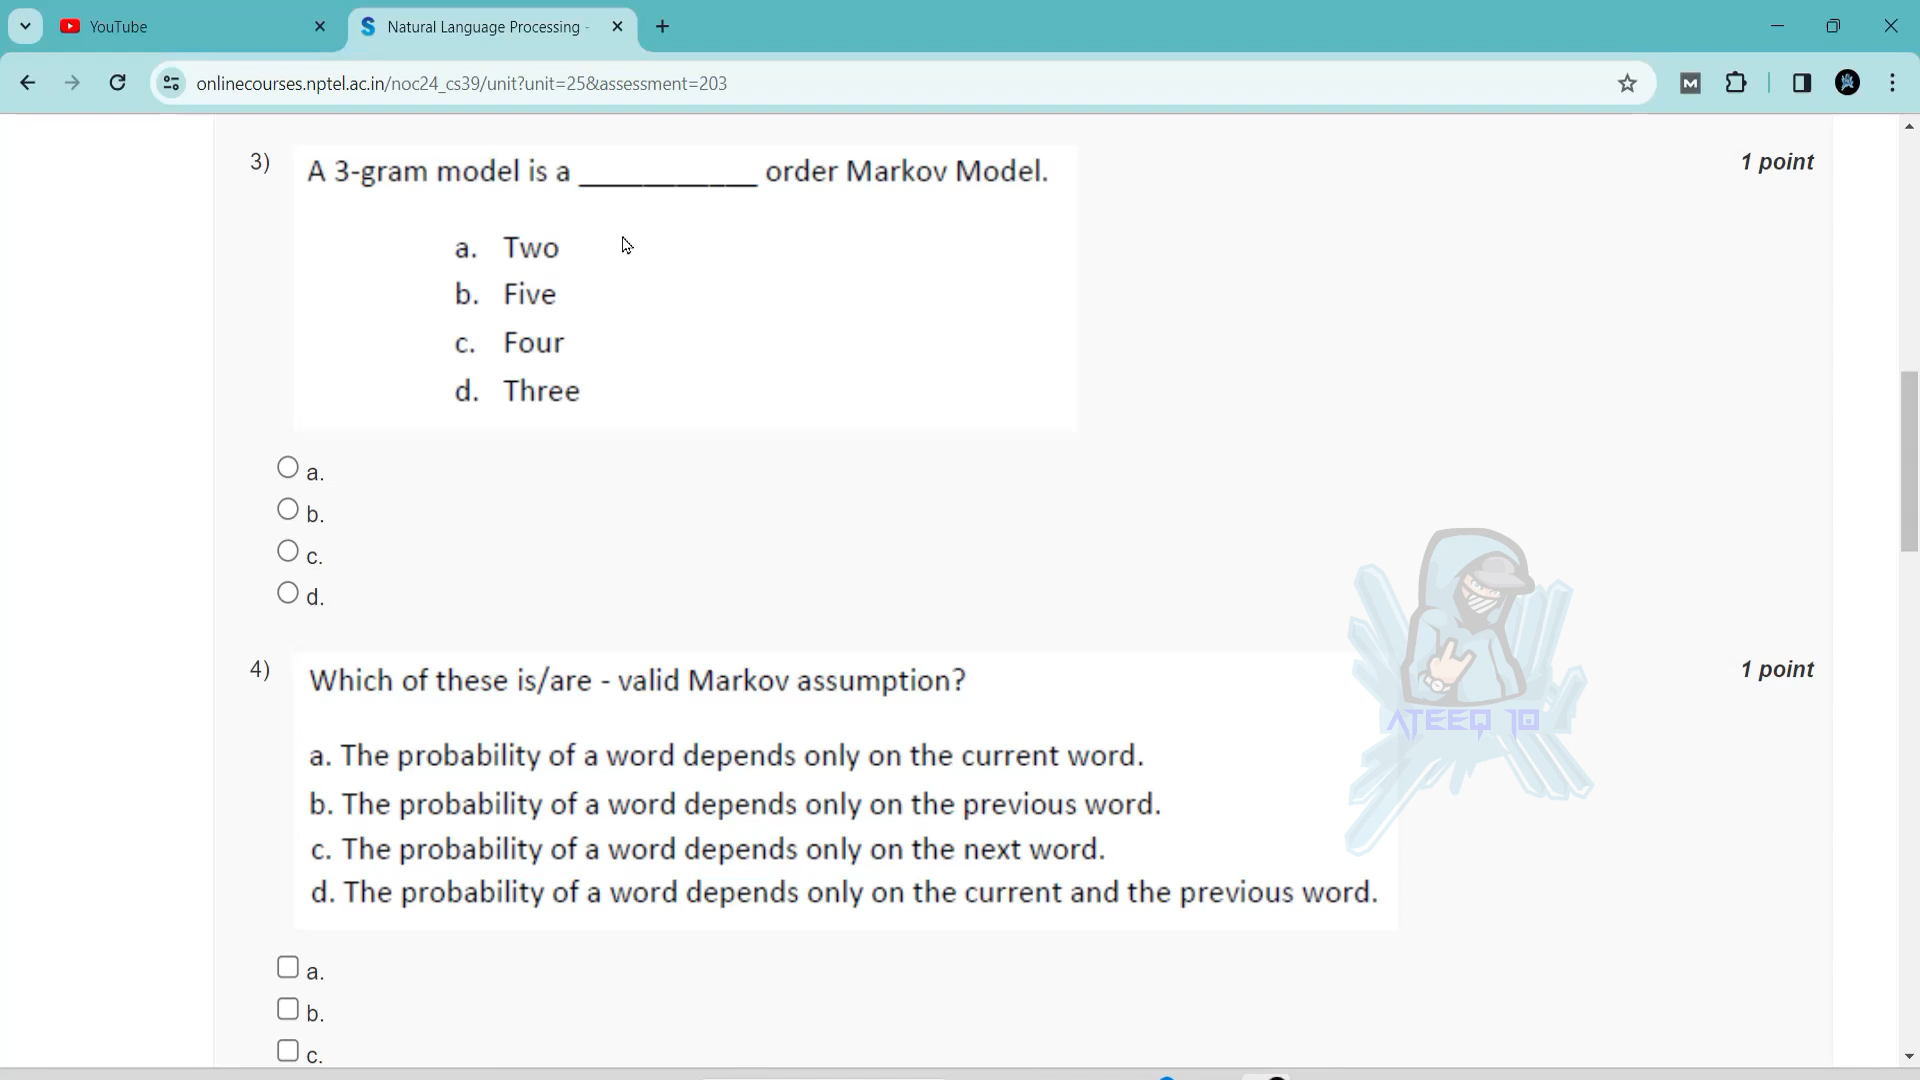 YouTube
Natural Language Processing -
onlinecourses.nptel.ac.in/noc24_cs39/unit?unit=25&assessment=203
3)
A 3-gram model is a ____________ order Markov Model.
1 point
a. Two
b. Five
c. Four
d. Three
a.
b.
c.
d.
4)
Which of these is/are - valid Markov assumption?
1 point
a. The probability of a word depends only on the current word.
b. The probability of a word depends only on the previous word.
c. The probability of a word depends only on the next word.
d. The probability of a word depends only on the current and the previous word.
ATEEQ 10
a.
b.
c.